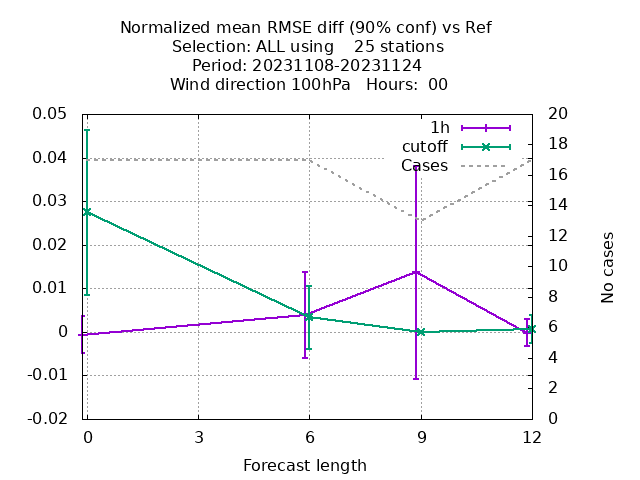 Normalized mean RMSE diff (90% conf) vs Ref
Selection: ALL using    25 stations
Period: 20231108-20231124
Wind direction 100hPa   Hours:  00
1h
cutoff
Cases
0.05
0.04
0.03
0.02
0.01
0
-0.01
-0.02
20
18
16
14
12
10
8
6
4
2
0
No cases
0
3
6
9
12
Forecast length